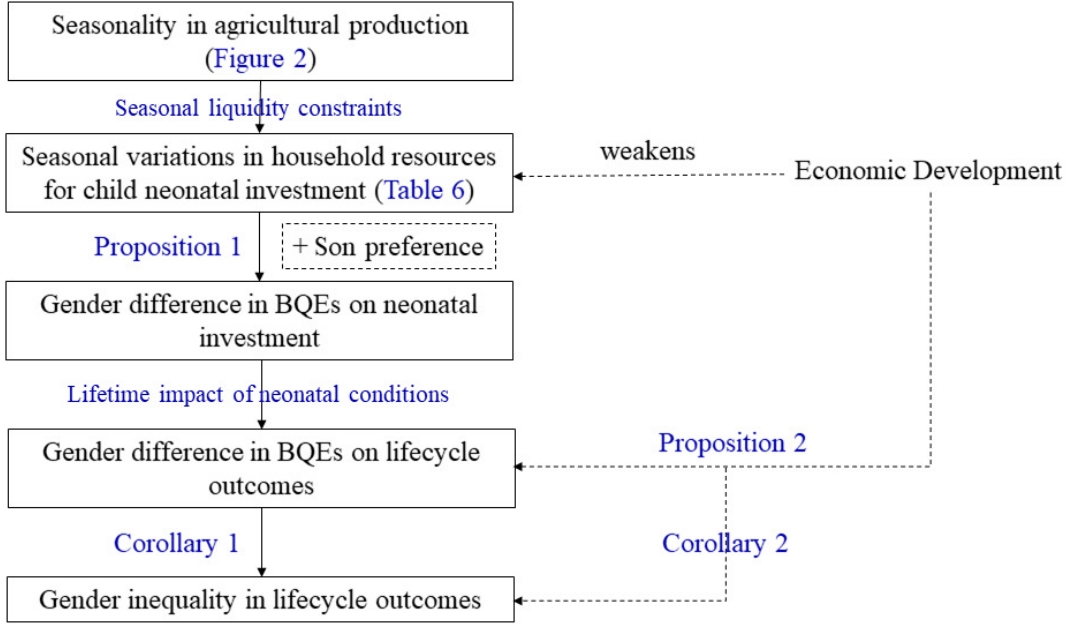 Seasonality in agricultural production
(Figure 2)
Seasonal liquidity constraints
Seasonal variations in household resources
for child neonatal investment (Table 6)
weakens
Economic Development
Proposition 1
+ Son preference
Gender difference in BQEs on neonatal
investment
Lifetime impact of neonatal conditions
Gender difference in BQEs on lifecycle
outcomes
Proposition 2
Corollary 1
Corollary 2
Gender inequality in lifecycle outcomes